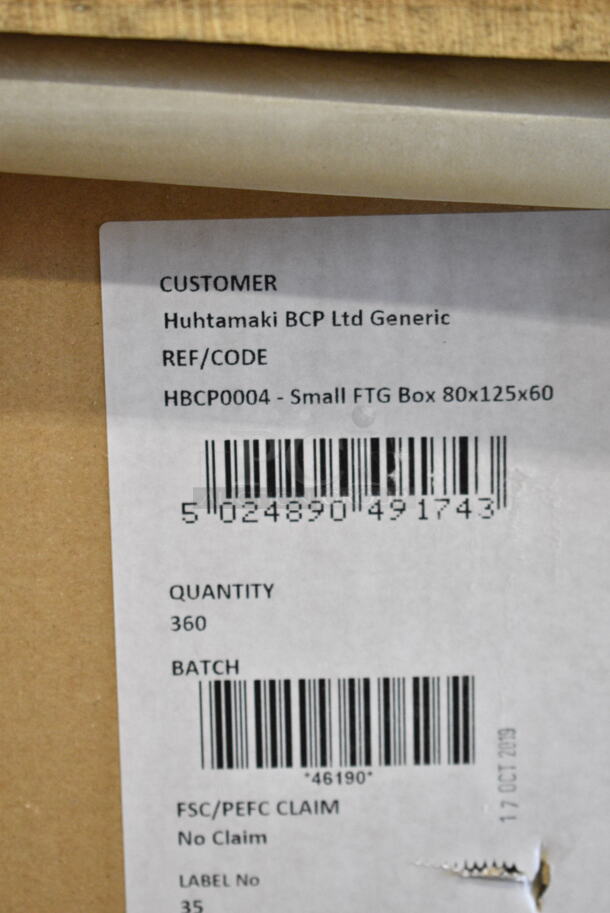 CUSTOMER
Huhtamaki BCP Ltd Generic
REF/CODE
HBCP0004 - Small FTG Box 80x125x60
5 024890 491743
QUANTITY
360
BATCH
*46190*
17 OCT 2019
FSC/PEFC CLAIM
No Claim
LABEL No
35